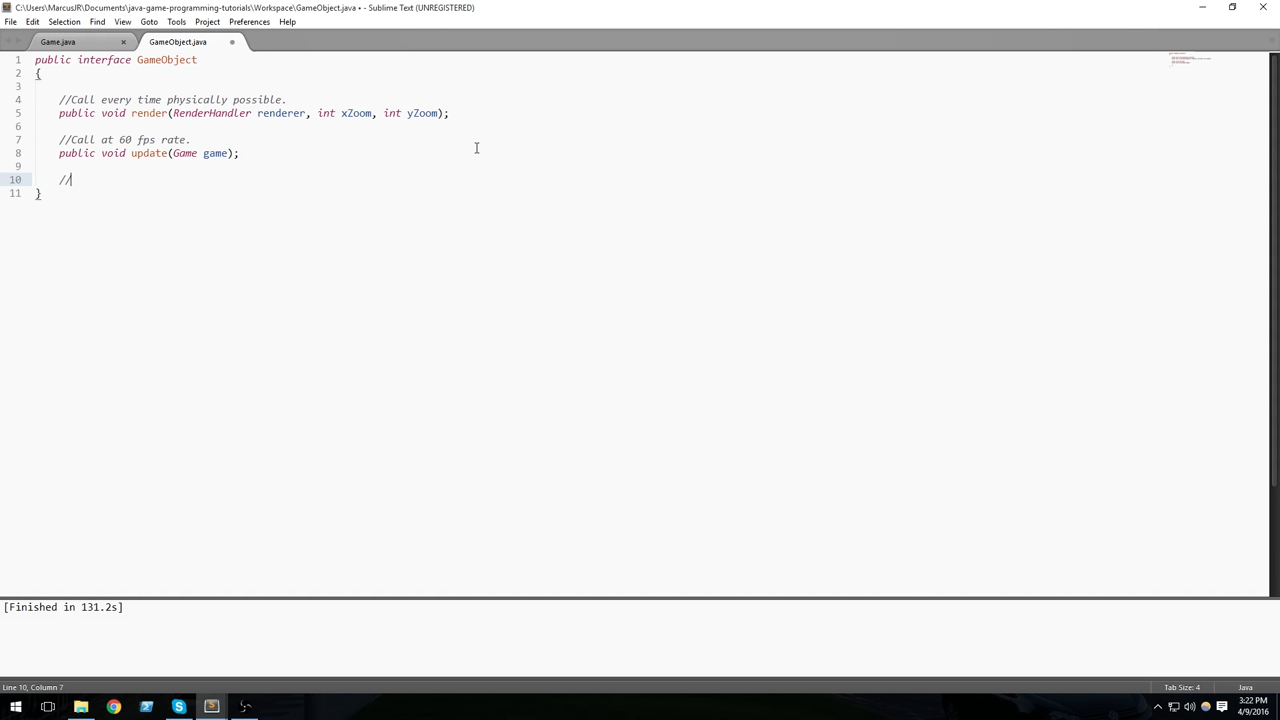 C:\Users\MarcusJR\Documents\java-game-programming-tutorials\Workspace\GameObject.java • - Sublime Text (UNREGISTERED)
File Edit Selection Find View Goto Tools Project Preferences Help
Game.java × GameObject.java
1 public interface GameObject
2 {
3
4 //Call every time physically possible.
5 public void render(RenderHandler renderer, int xZoom, int yZoom);
6
7 //Call at 60 fps rate.
8 public void update(Game game);
9
10 //
11 }
[Finished in 131.2s]
Line 10, Column 7 Tab Size: 4 Java
3:22 PM
4/9/2016